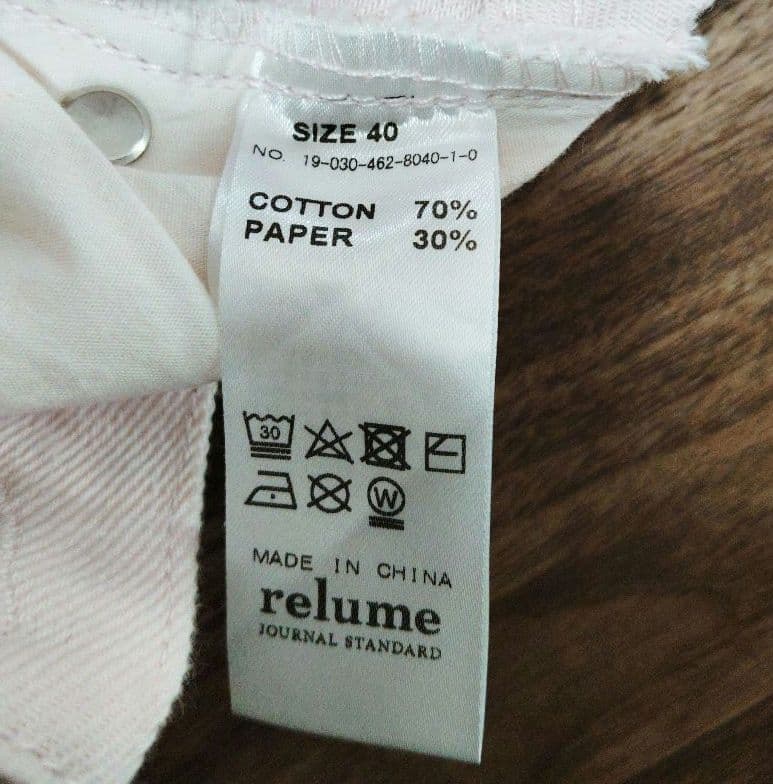 SIZE 40
NO. 19-030-462-8040-1-0
COTTON 70%
PAPER 30%
30
W
MADE IN CHINA
relume
JOURNAL STANDARD